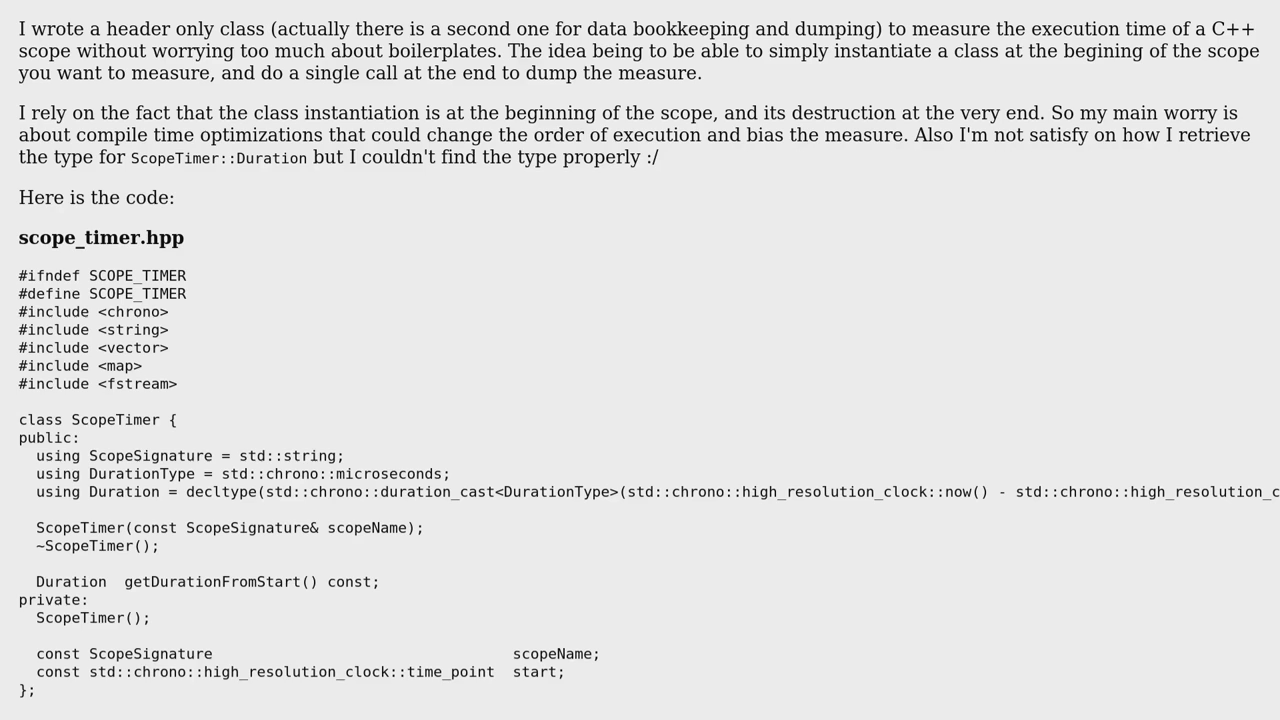 I wrote a header only class (actually there is a second one for data bookkeeping and dumping) to measure the execution time of a C++
scope without worrying too much about boilerplates. The idea being to be able to simply instantiate a class at the begining of the scope
you want to measure, and do a single call at the end to dump the measure.
I rely on the fact that the class instantiation is at the beginning of the scope, and its destruction at the very end. So my main worry is
about compile time optimizations that could change the order of execution and bias the measure. Also I'm not satisfy on how I retrieve
the type for ScopeTimer::Duration but I couldn't find the type properly :/
Here is the code:
scope_timer.hpp
#ifndef SCOPE_TIMER
#define SCOPE_TIMER
#include <chrono>
#include <string>
#include <vector>
#include <map>
#include <fstream>
class ScopeTimer {
public:
  using ScopeSignature = std::string;
  using DurationType = std::chrono::microseconds;
  using Duration = decltype(std::chrono::duration_cast<DurationType>(std::chrono::high_resolution_clock::now() - std::chrono::high_resolution_c
  ScopeTimer(const ScopeSignature& scopeName);
  ~ScopeTimer();
  Duration  getDurationFromStart() const;
private:
  ScopeTimer();
  const ScopeSignature                                  scopeName;
  const std::chrono::high_resolution_clock::time_point  start;
};